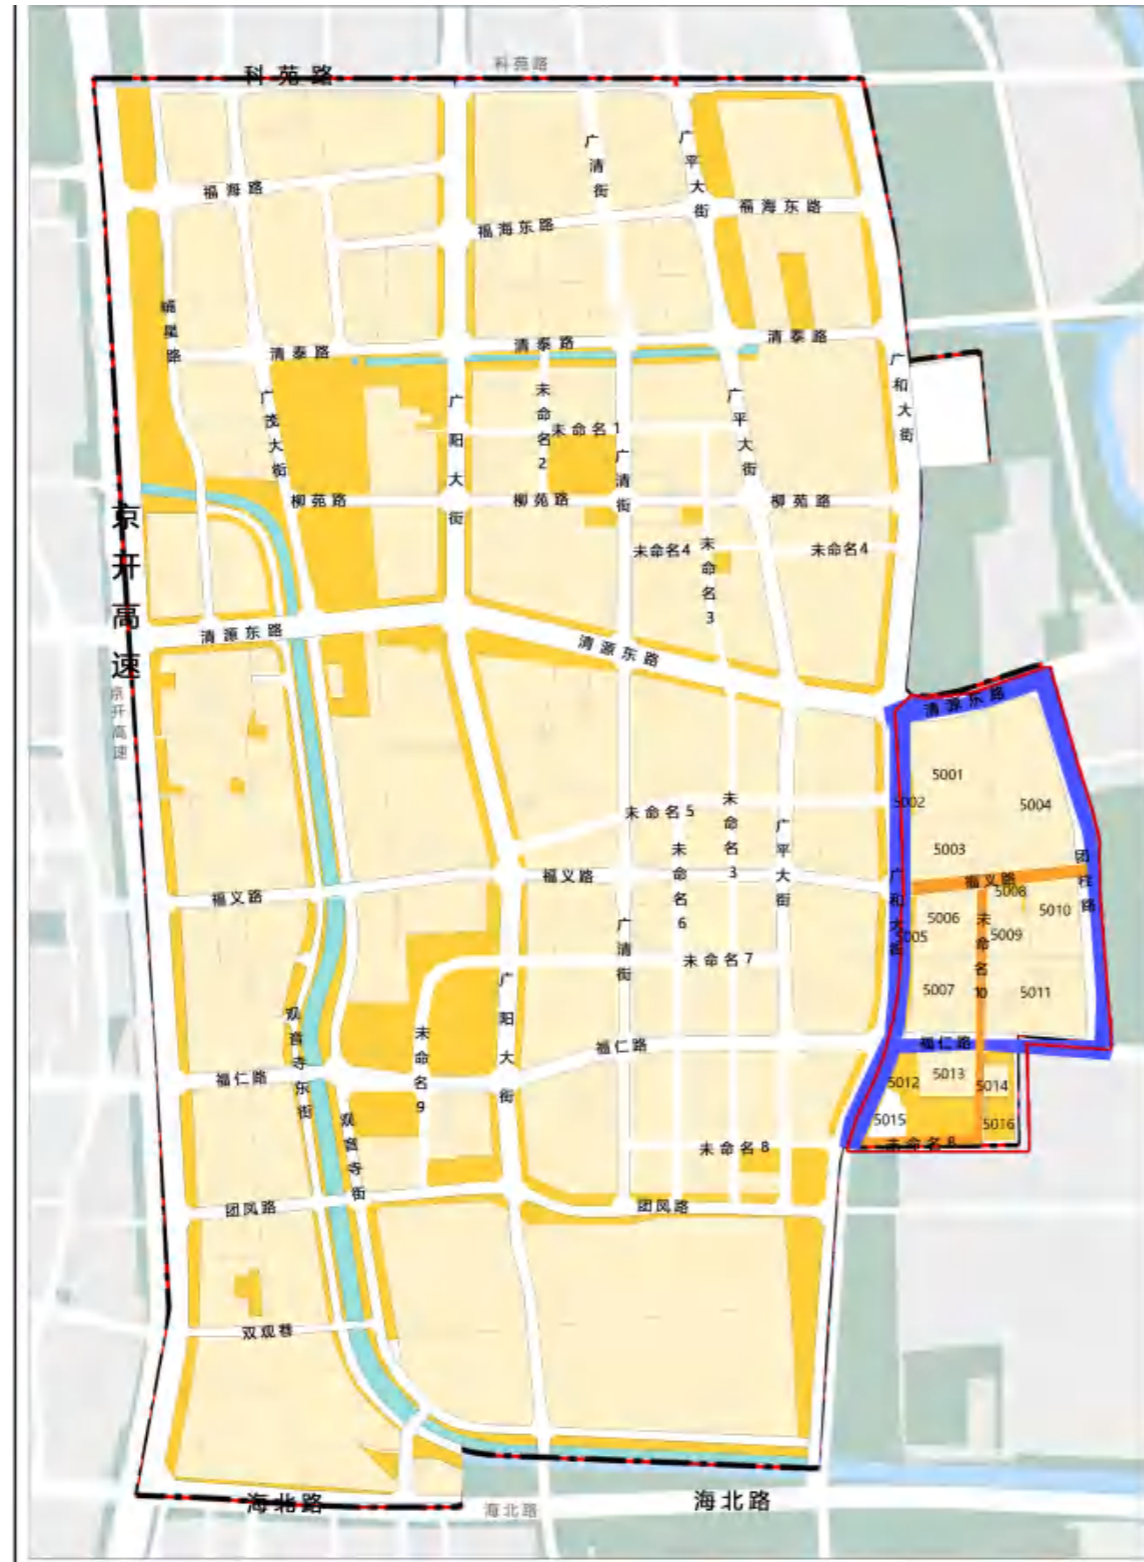 科苑路
科苑路
广清街
广平大街
福海路
福海东路
福海东路
福星路
清泰路
清泰路
清泰路
广和大街
广茂大街
广阳大街
未命名2
未命名1
广平大街
广清街
柳苑路
柳苑路
柳苑路
京开高速
未命名4
未命名3
未命名4
清源东路
清源东路
京开高速
清源东路
5001
5002
5004
未命名5
未命名3
广平大街
未命名6
5003
团桂路
福义路
福义路
福义路
5008
广和大街
5006
5010
5005
未命名10
5009
广清街
未命名7
广阳大街
5007
5011
观音寺东街
未命名9
福仁路
福仁路
福仁路
5012
5013
5014
观音寺街
5015
5016
未命名8
未命名8
团凤路
团风路
双观巷
海北路
海北路
海北路